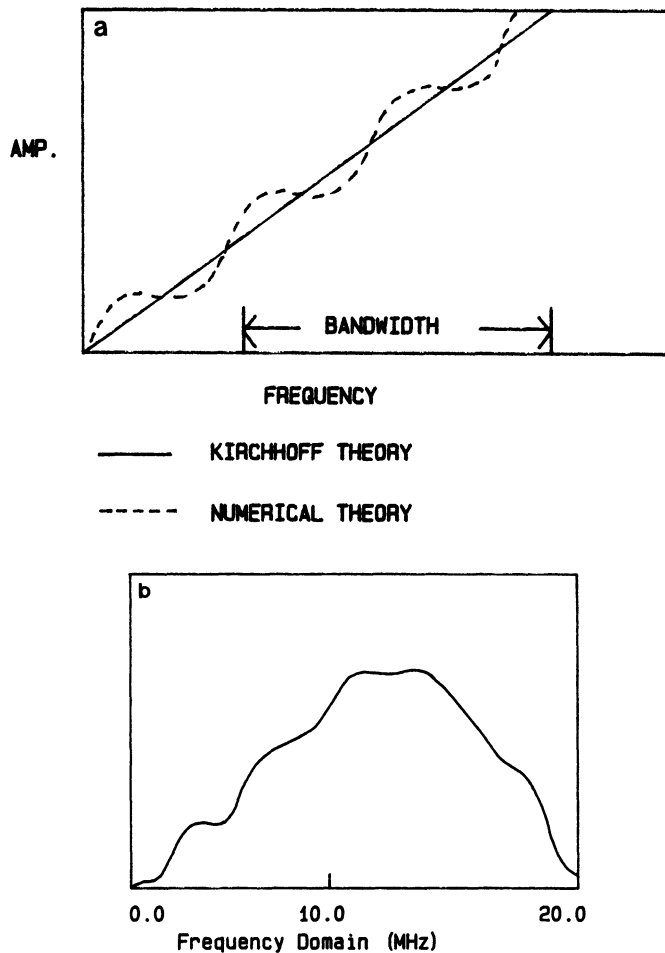 a
AMP.
BANDWIDTH
FREQUENCY
KIRCHHOFF THEORY
NUMERICAL THEORY
b
0.0 10.0 20.0
Frequency Domain (MHz)